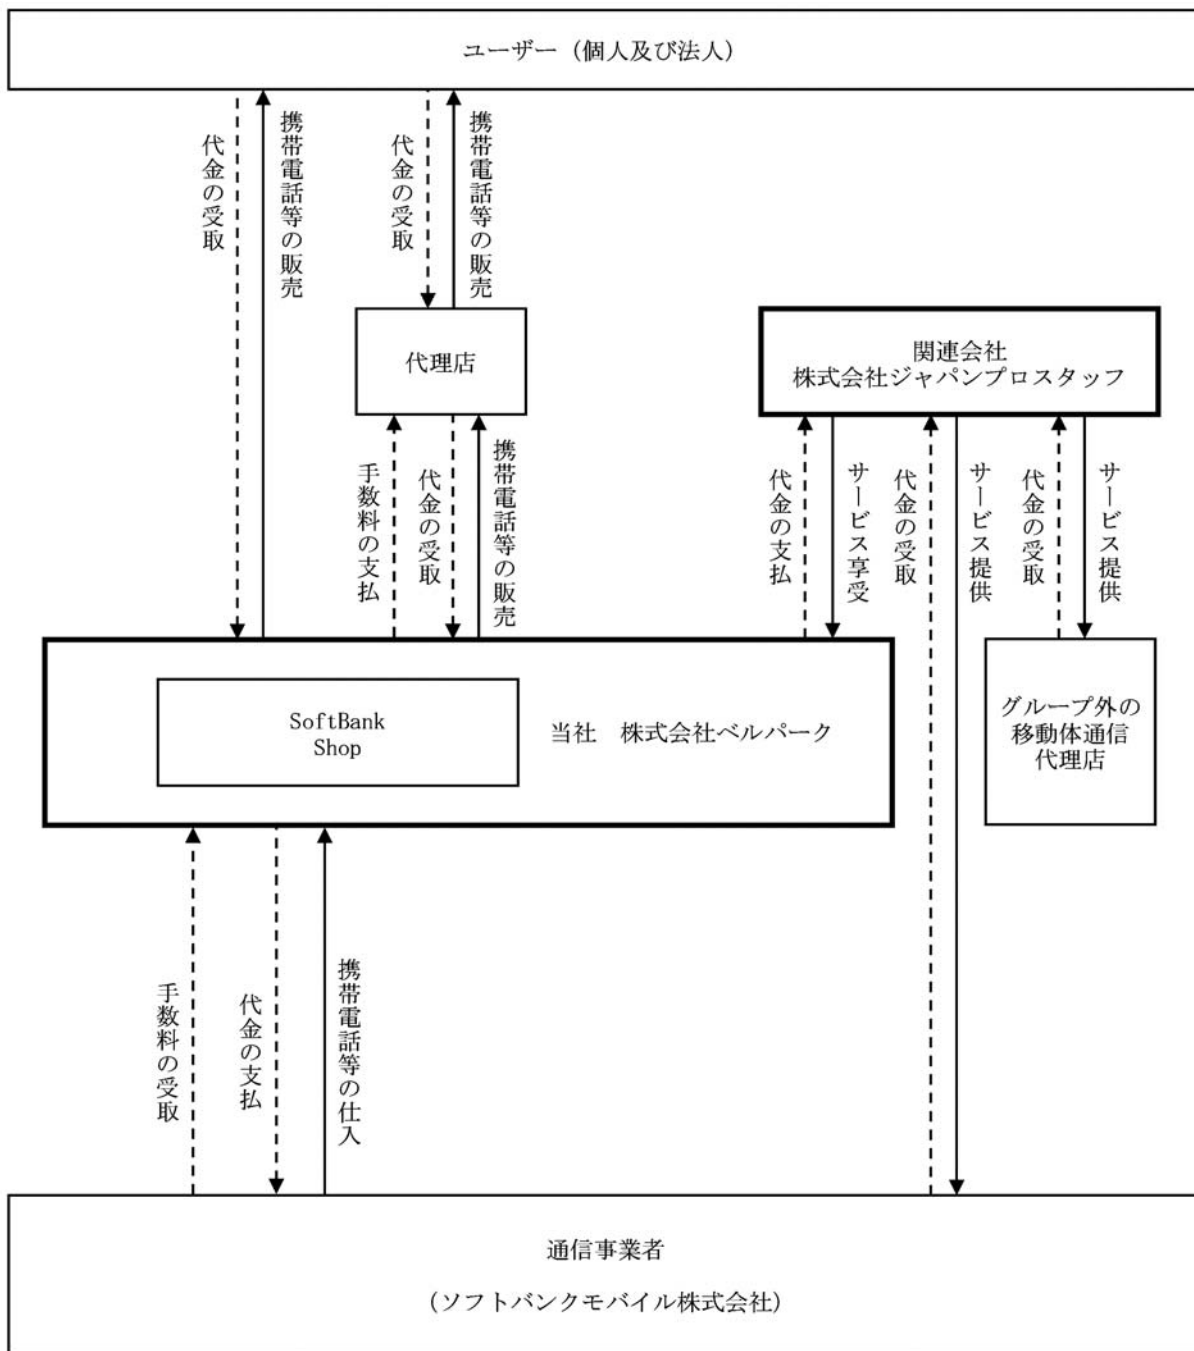 ユーザー（個人及び法人）
代金の受取
携帯電話等の販売
代金の受取
携帯電話等の販売
代理店
関連会社
株式会社ジャパンプロスタッフ
手数料の支払
代金の受取
携帯電話等の販売
代金の支払
サービス享受
代金の受取
サービス提供
代金の受取
サービス提供
SoftBank
Shop
当社　株式会社ベルパーク
グループ外の
移動体通信
代理店
手数料の受取
代金の支払
携帯電話等の仕入
通信事業者
（ソフトバンクモバイル株式会社）